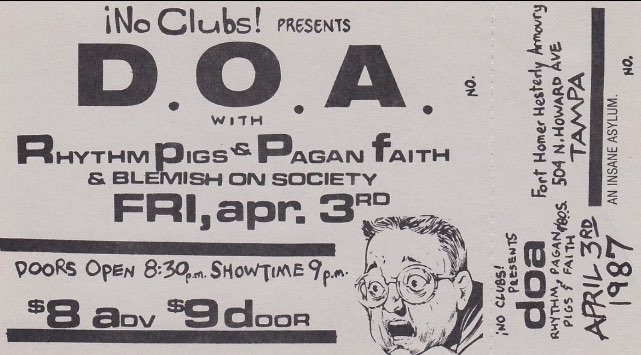 ¡No Clubs! PRESENTS
D.O.A.
WITH
RHYTHM PIGS & PAGAN FAITH
& BLEMISH ON SOCIETY
FRI, apr. 3RD
DOORS OPEN 8:30 p.m. SHOWTIME 9 p.m.
$8 aDV $9 dOOR
NO.
¡NO CLUBS!
PRESENTS
doa
RHYTHM, PAGAN, BOS.
PIGS & FAITH
APRIL 3RD
1987
Fort Homer Hesterly Armoury
504 N. HOWARD AVE
TAMPA
AN INSANE ASYLUM.
NO.